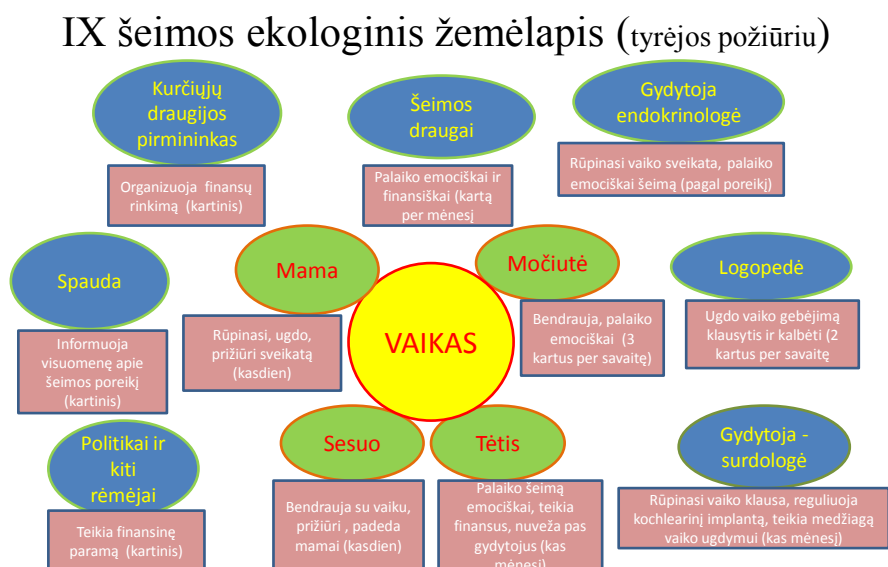 IX šeimos ekologinis žemėlapis (tyrėjos požiūriu)
Kurčiųjų
draugijos
pirmininkas
Organizuoja finansų
rinkimą (kartinis)
Šeimos
draugai
Palaiko emociškai ir
finansiškai (kartą
per mėnesį
Gydytoja
endokrinologė
Rūpinasi vaiko sveikata, palaiko
emociškai šeimą (pagal poreikį)
Spauda
Informuoja
visuomenę apie
šeimos poreikį
(kartinis)
Mama
Rūpinasi, ugdo,
prižiūri sveikatą
(kasdien)
VAIKAS
Močiutė
Bendrauja, palaiko
emociškai (3
kartus per savaitę)
Logopedė
Ugdo vaiko gebėjimą
klausytis ir kalbėti (2
kartus per savaitę
Politikai ir
kiti
rėmėjai
Teikia finansinę
paramą (kartinis)
Sesuo
Bendrauja su vaiku,
prižiūri , padeda
mamai (kasdien)
Tėtis
Palaiko šeimą
emociškai, teikia
finansus, nuveža pas
gydytojus (kas
mėnesį)
Gydytoja -
surdologė
Rūpinasi vaiko klausa, reguliuoja
kochlearinį implantą, teikia medžiagą
vaiko ugdymui (kas mėnesį)